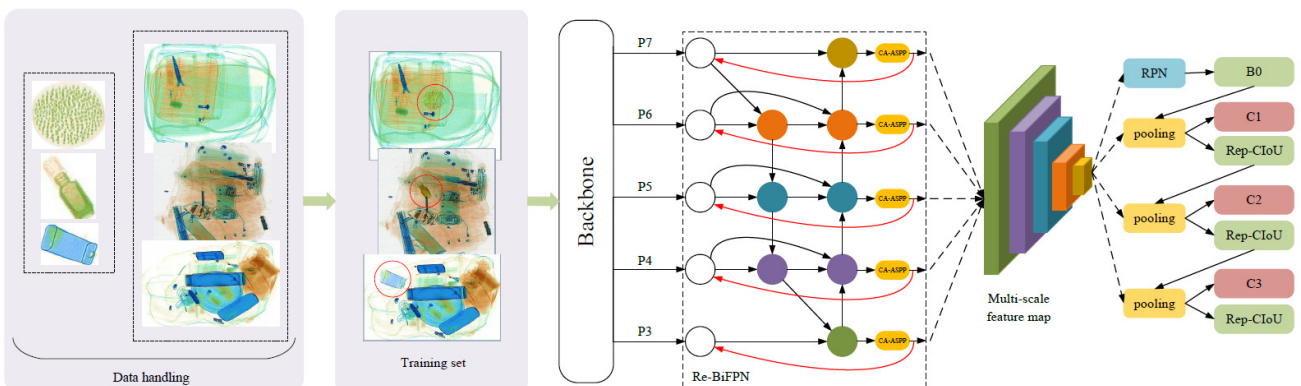 Data handling
Training set
Backbone
P7
P6
P5
P4
P3
CA-ASPP
CA-ASPP
CA-ASPP
CA-ASPP
CA-ASPP
Re-BiFPN
Multi-scale
feature map
RPN
B0
pooling
C1
Rep-CIoU
pooling
C2
Rep-CIoU
pooling
C3
Rep-CIoU